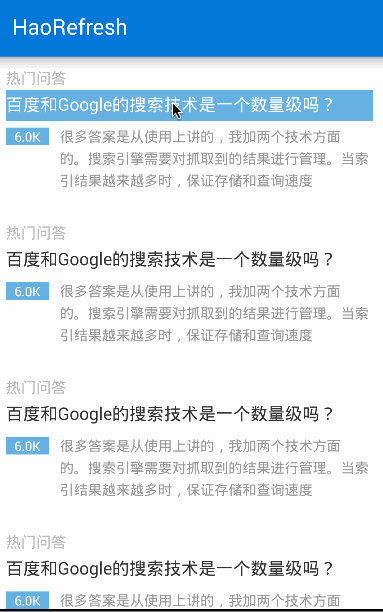 HaoRefresh
热门问答
百度和Google的搜索技术是一个数量级吗？
6.0K
很多答案是从使用上讲的，我加两个技术方面
的。搜索引擎需要对抓取到的结果进行管理。当索
引结果越来越多时，保证存储和查询速度
热门问答
百度和Google的搜索技术是一个数量级吗？
6.0K
很多答案是从使用上讲的，我加两个技术方面
的。搜索引擎需要对抓取到的结果进行管理。当索
引结果越来越多时，保证存储和查询速度
热门问答
百度和Google的搜索技术是一个数量级吗？
6.0K
很多答案是从使用上讲的，我加两个技术方面
的。搜索引擎需要对抓取到的结果进行管理。当索
引结果越来越多时，保证存储和查询速度
热门问答
百度和Google的搜索技术是一个数量级吗？
6.0K
很多答案是从使用上讲的，我加两个技术方面